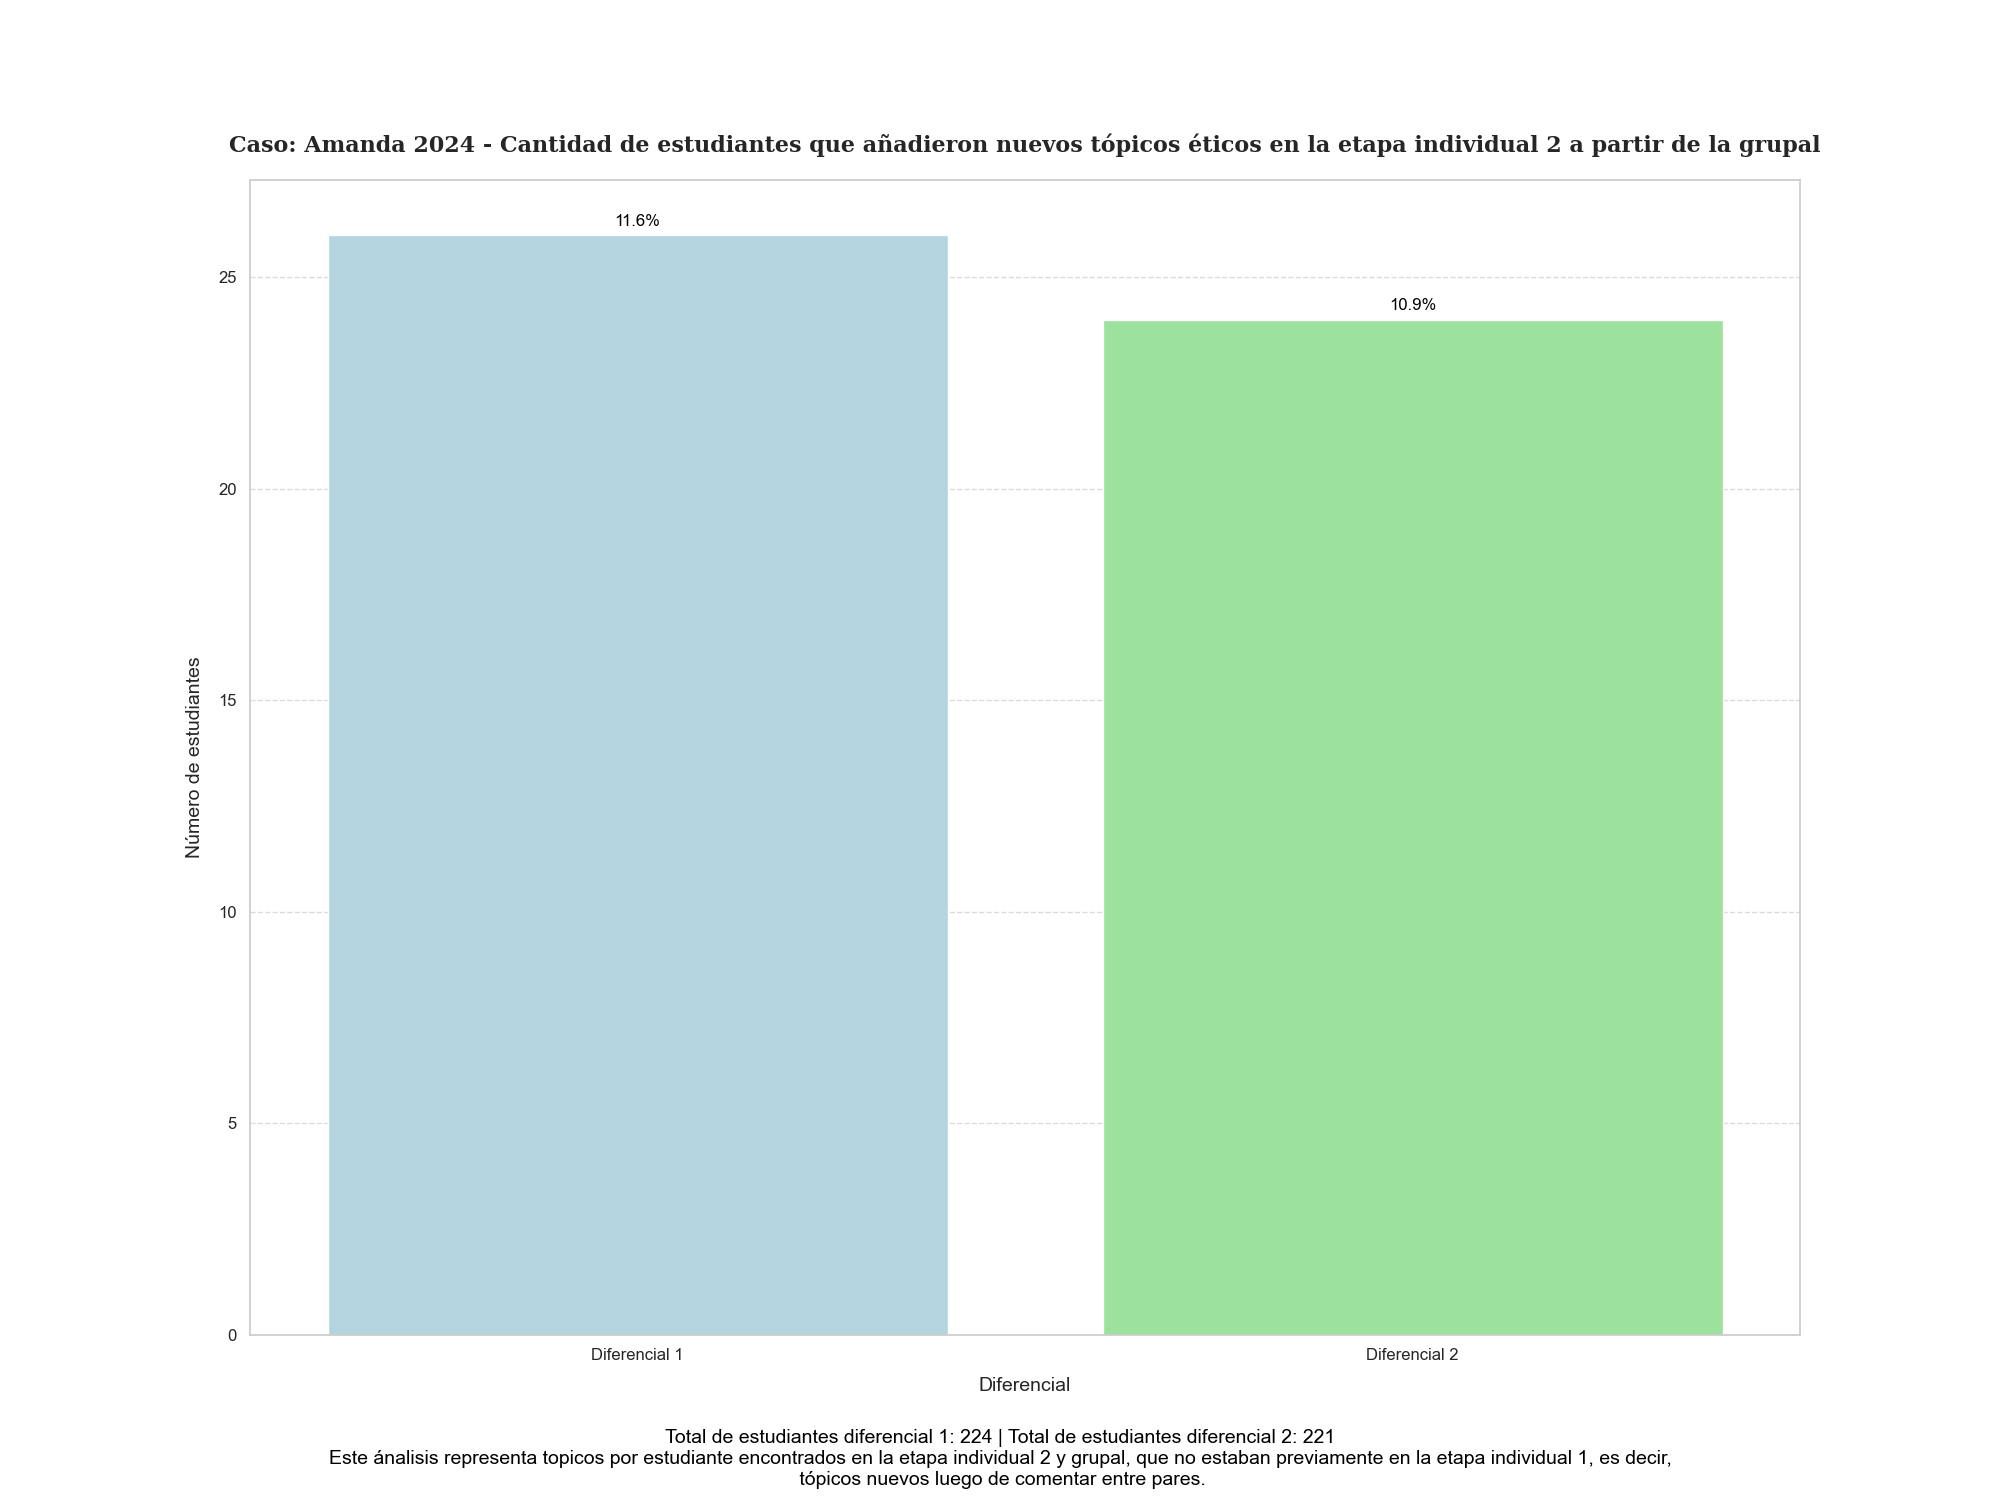 Caso: Amanda 2024 - Cantidad de estudiantes que añadieron nuevos tópicos éticos en la etapa individual 2 a partir de la grupal
11.6%
10.9%
25
20
15
10
5
0
Número de estudiantes
Diferencial 1
Diferencial 2
Diferencial
Total de estudiantes diferencial 1: 224 | Total de estudiantes diferencial 2: 221
Este ánalisis representa topicos por estudiante encontrados en la etapa individual 2 y grupal, que no estaban previamente en la etapa individual 1, es decir,
tópicos nuevos luego de comentar entre pares.